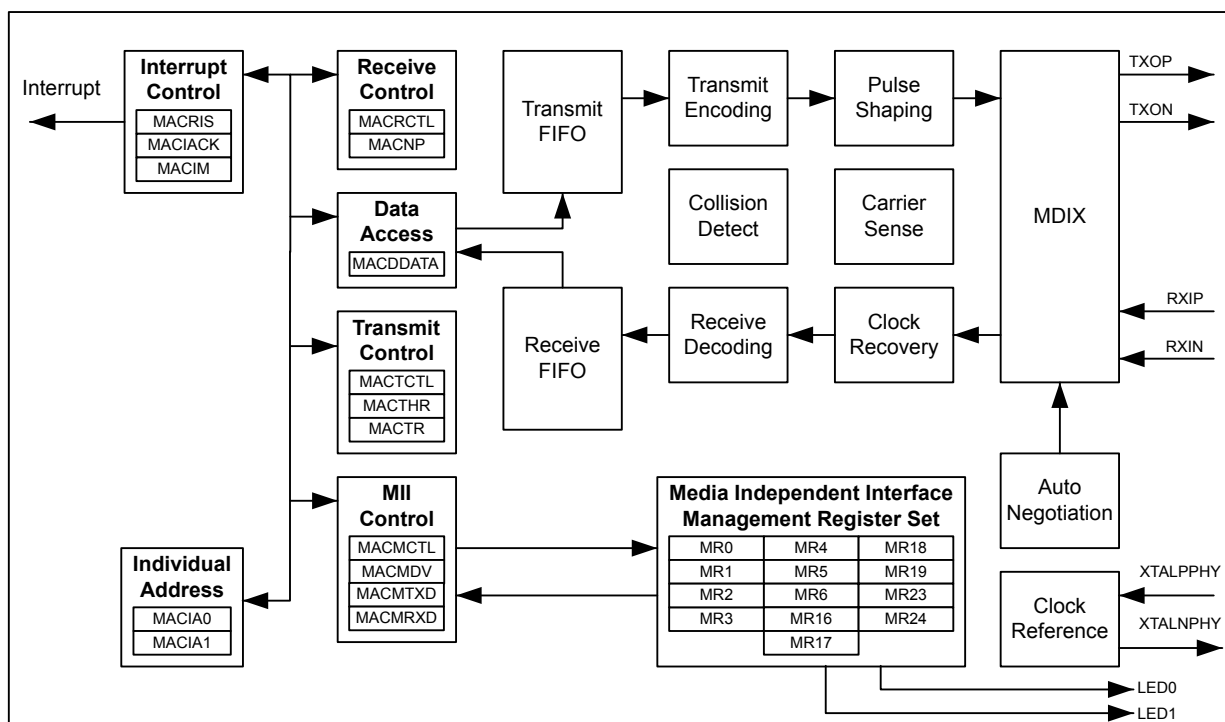 Interrupt
Interrupt
Control
MACRIS
MACIACK
MACIM
Receive
Control
MACRCTL
MACNP
Data
Access
MACDDATA
Transmit
Control
MACTCTL
MACTHR
MACTR
MII
Control
MACMCTL
MACMDV
MACMTXD
MACMRXD
Individual
Address
MACIA0
MACIA1
Transmit
FIFO
Receive
FIFO
Transmit
Encoding
Pulse
Shaping
Collision
Detect
Carrier
Sense
Receive
Decoding
Clock
Recovery
MDIX
TXOP
TXON
RXIP
RXIN
Auto
Negotiation
Media Independent Interface
Management Register Set
MR0 MR4 MR18
MR1 MR5 MR19
MR2 MR6 MR23
MR3 MR16 MR24
MR17
Clock
Reference
XTALPPHY
XTALNPHY
LED0
LED1